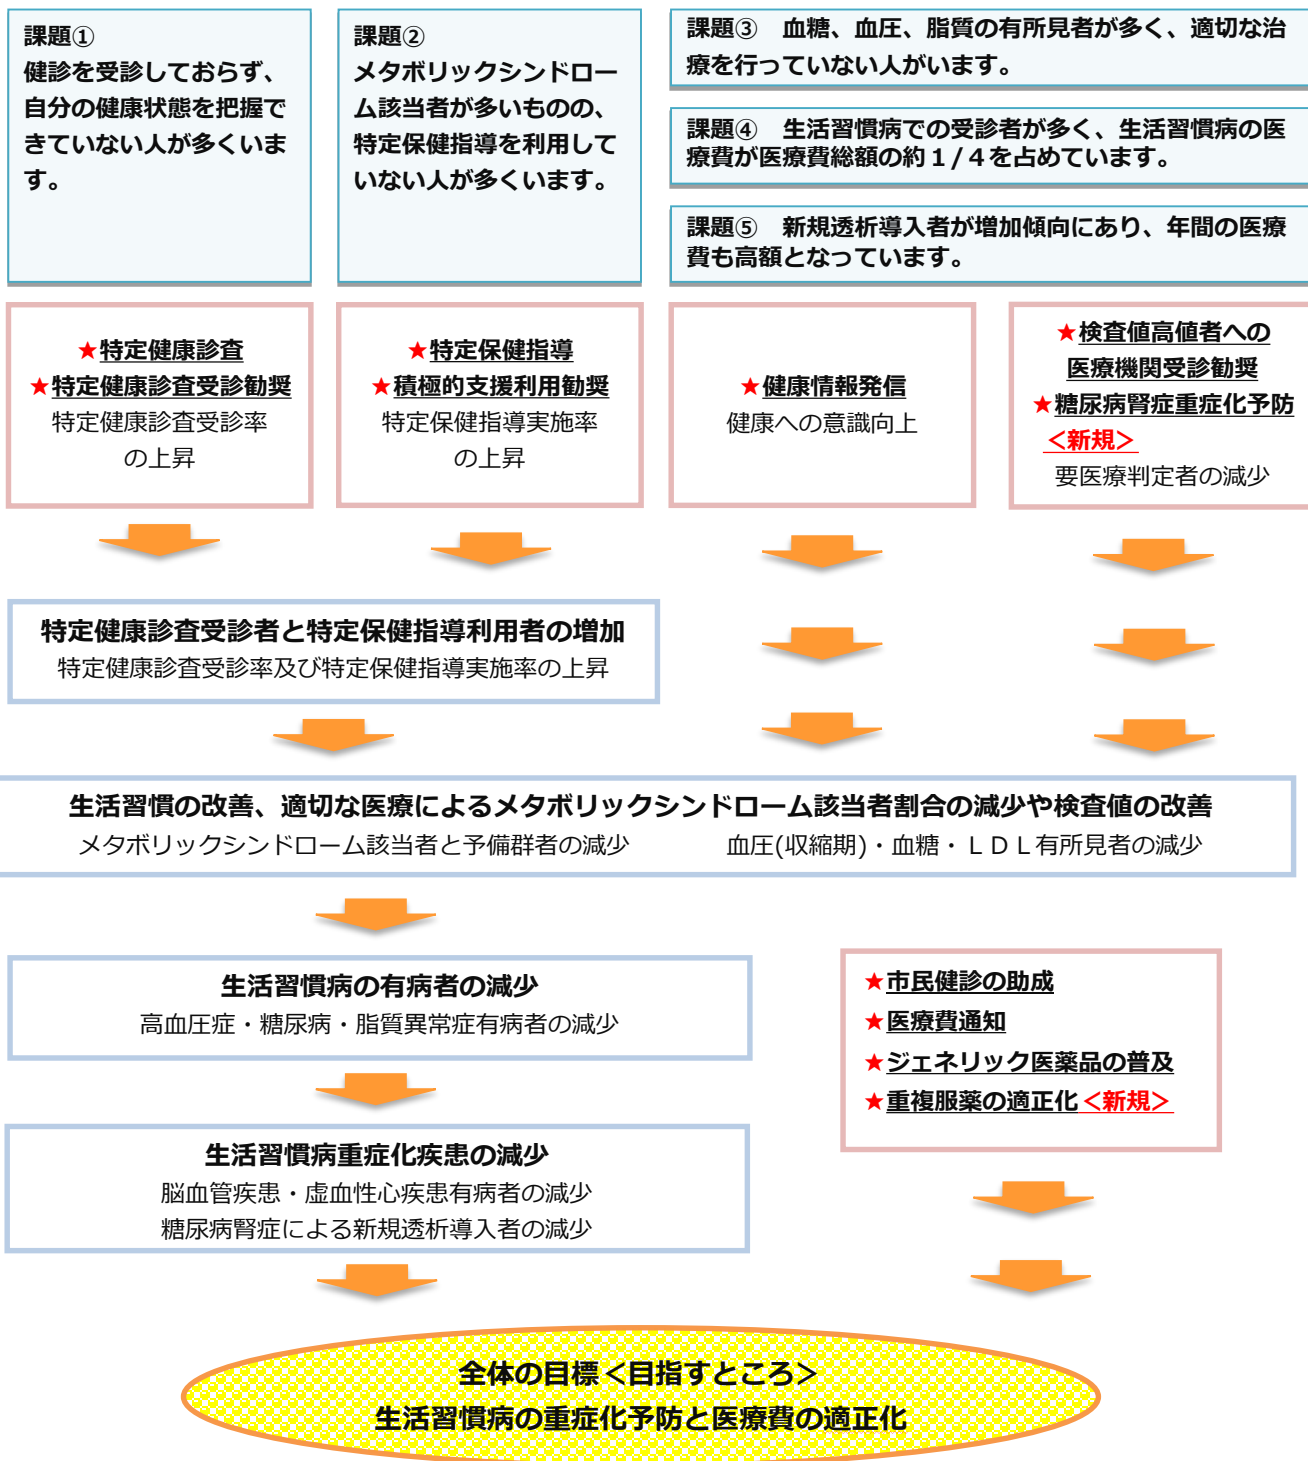 課題①
健診を受診しておらず、
自分の健康状態を把握で
きていない人が多くいま
す。
課題②
メタボリックシンドロー
ム該当者が多いものの、
特定保健指導を利用して
いない人が多くいます。
課題③　血糖、血圧、脂質の有所見者が多く、適切な治
療を行っていない人がいます。
課題④　生活習慣病での受診者が多く、生活習慣病の医
療費が医療費総額の約１/４を占めています。
課題⑤　新規透析導入者が増加傾向にあり、年間の医療
費も高額となっています。
★特定健康診査
★特定健康診査受診勧奨
特定健康診査受診率
の上昇
★特定保健指導
★積極的支援利用勧奨
特定保健指導実施率
の上昇
★健康情報発信
健康への意識向上
★検査値高値者への
医療機関受診勧奨
★糖尿病腎症重症化予防
＜新規＞
要医療判定者の減少
特定健康診査受診者と特定保健指導利用者の増加
特定健康診査受診率及び特定保健指導実施率の上昇
生活習慣の改善、適切な医療によるメタボリックシンドローム該当者割合の減少や検査値の改善
メタボリックシンドローム該当者と予備群者の減少　　　　血圧(収縮期)・血糖・ＬＤＬ有所見者の減少
生活習慣病の有病者の減少
高血圧症・糖尿病・脂質異常症有病者の減少
生活習慣病重症化疾患の減少
脳血管疾患・虚血性心疾患有病者の減少
糖尿病腎症による新規透析導入者の減少
★市民健診の助成
★医療費通知
★ジェネリック医薬品の普及
★重複服薬の適正化＜新規＞
全体の目標＜目指すところ＞
生活習慣病の重症化予防と医療費の適正化